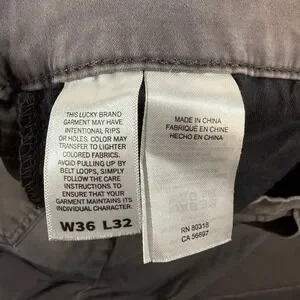 THIS LUCKY BRAND
GARMENT MAY HAVE
INTENTIONAL RIPS
OR HOLES. COLOR MAY
TRANSFER TO LIGHTER
COLORED FABRICS.
AVOID PULLING UP BY
BELT LOOPS, SIMPLY
FOLLOW THE CARE
INSTRUCTIONS TO
ENSURE THAT YOUR
GARMENT MAINTAINS ITS
INDIVIDUAL CHARACTER.
W36 L32
MADE IN CHINA
FABRIQUÉ EN CHINE
HECHO EN CHINA
RN 80318
CA 56697